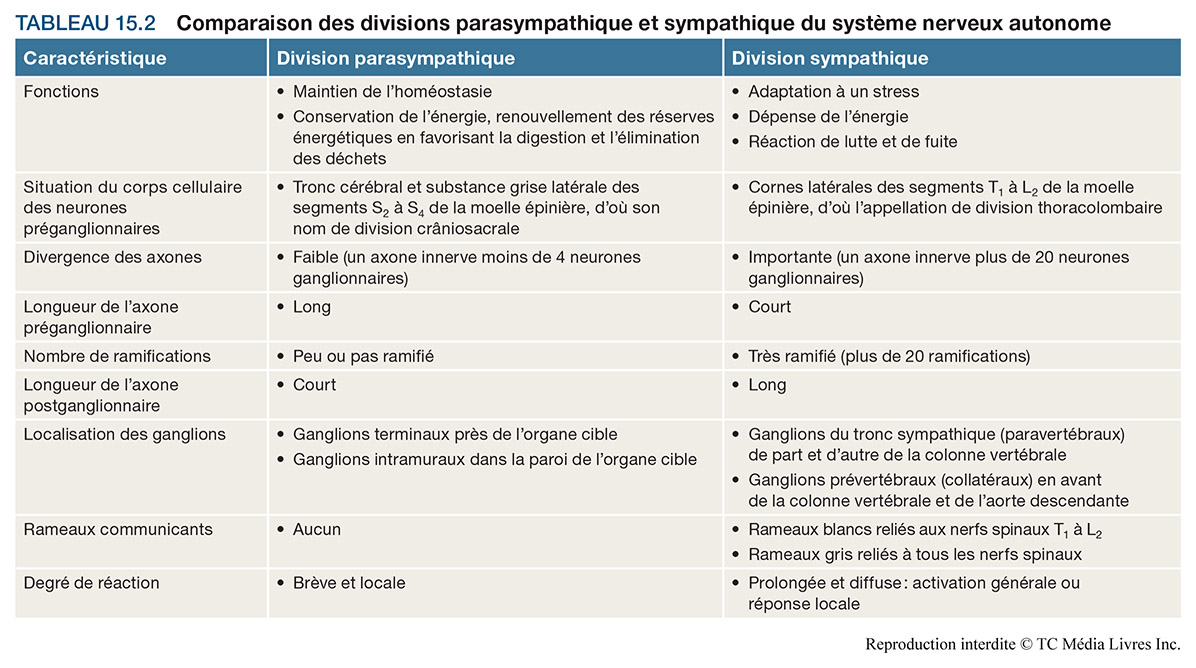 TABLEAU 15.2 Comparaison des divisions parasympathique et sympathique du système nerveux autonome
Caractéristique Division parasympathique Division sympathique
Fonctions
• Maintien de l’homéostasie
• Conservation de l’énergie, renouvellement des réserves
énergétiques en favorisant la digestion et l’élimination
des déchets
• Adaptation à un stress
• Dépense de l’énergie
• Réaction de lutte et de fuite
Situation du corps cellulaire
des neurones
préganglionnaires
• Tronc cérébral et substance grise latérale des
segments S₂ à S₄ de la moelle épinière, d’où son
nom de division crâniosacrale
• Cornes latérales des segments T₁ à L₂ de la moelle
épinière, d’où l’appellation de division thoracolombaire
Divergence des axones
• Faible (un axone innerve moins de 4 neurones
ganglionnaires)
• Importante (un axone innerve plus de 20 neurones
ganglionnaires)
Longueur de l’axone
préganglionnaire
• Long
• Court
Nombre de ramifications
• Peu ou pas ramifié
• Très ramifié (plus de 20 ramifications)
Longueur de l’axone
postganglionnaire
• Court
• Long
Localisation des ganglions
• Ganglions terminaux près de l’organe cible
• Ganglions intramuraux dans la paroi de l’organe cible
• Ganglions du tronc sympathique (paravertébraux)
de part et d’autre de la colonne vertébrale
• Ganglions prévertébraux (collatéraux) en avant
de la colonne vertébrale et de l’aorte descendante
Rameaux communicants
• Aucun
• Rameaux blancs reliés aux nerfs spinaux T₁ à L₂
• Rameaux gris reliés à tous les nerfs spinaux
Degré de réaction
• Brève et locale
• Prolongée et diffuse : activation générale ou
réponse locale
Reproduction interdite © TC Média Livres Inc.